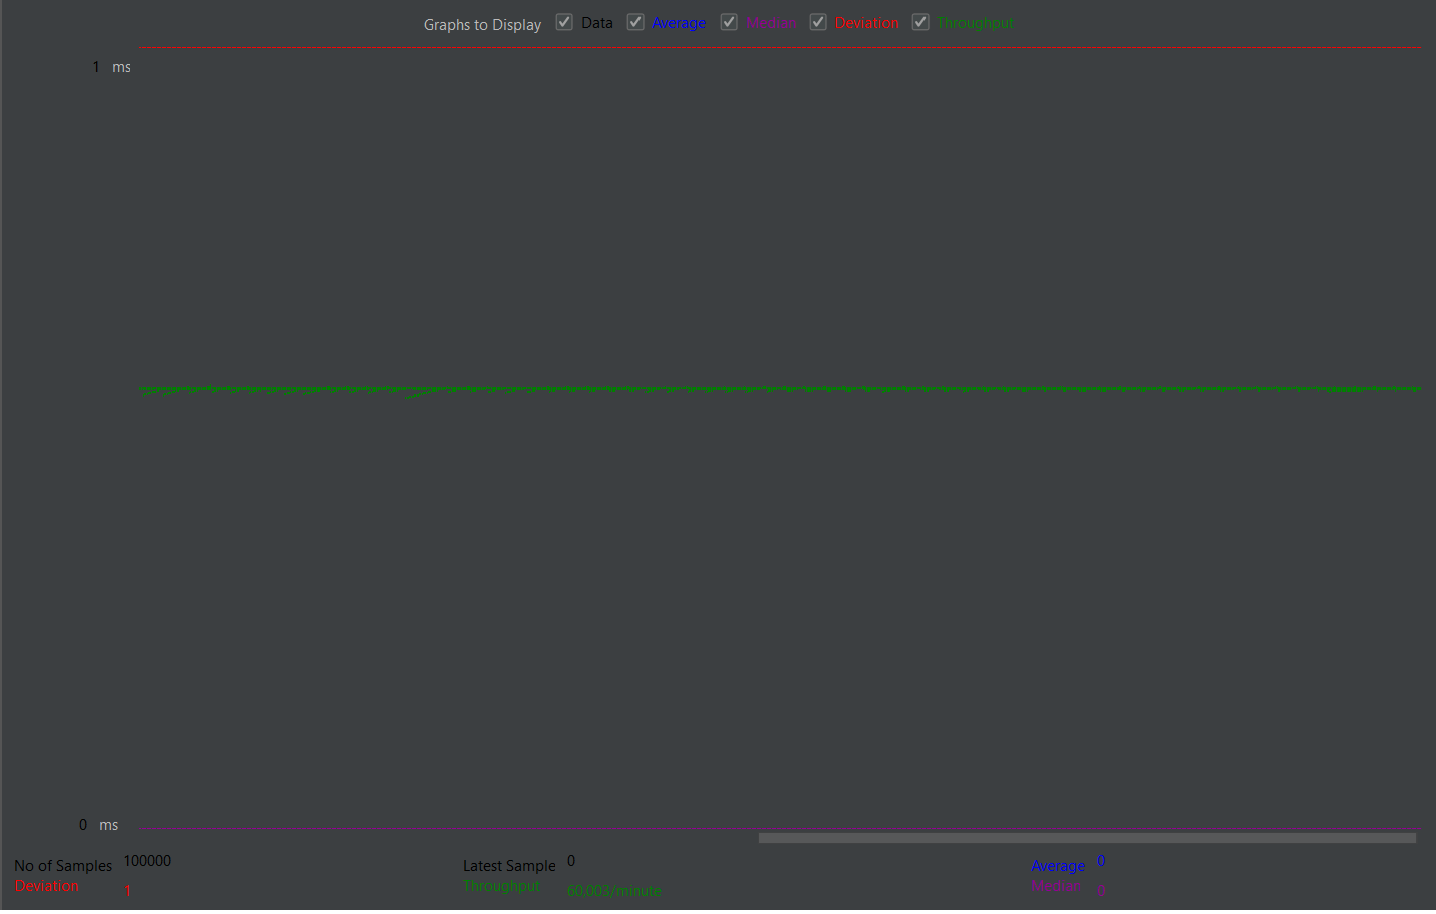 Graphs to Display Data Average Median Deviation Throughput
1 ms
0 ms
No of Samples 100000 Latest Sample 0 Average 0
Deviation 1 Throughput 60,003/minute Median 0